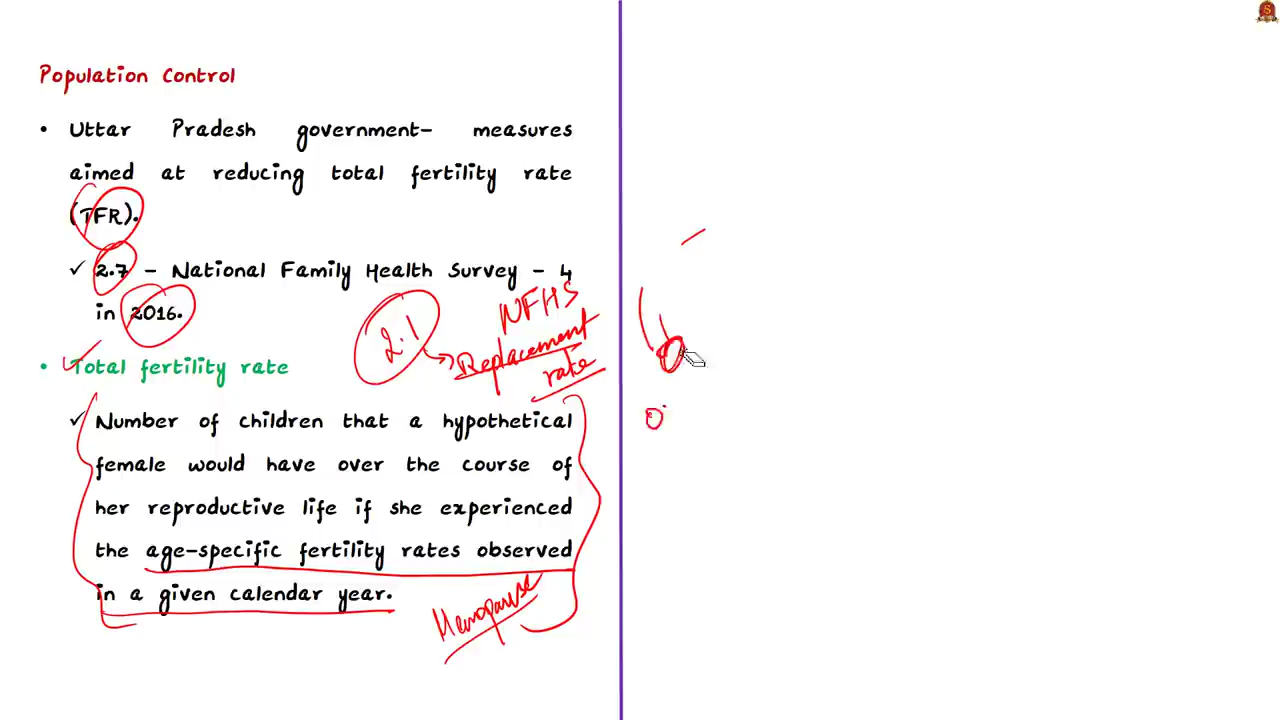 Population Control
• Uttar Pradesh government- measures
aimed at reducing total fertility rate
(TFR).
✓ 2.7 - National Family Health Survey - 4
in 2016.
NFHS
2.1
Replacement
rate
• Total fertility rate
✓ Number of children that a hypothetical
female would have over the course of
her reproductive life if she experienced
the age-specific fertility rates observed
in a given calendar year.
Menopause